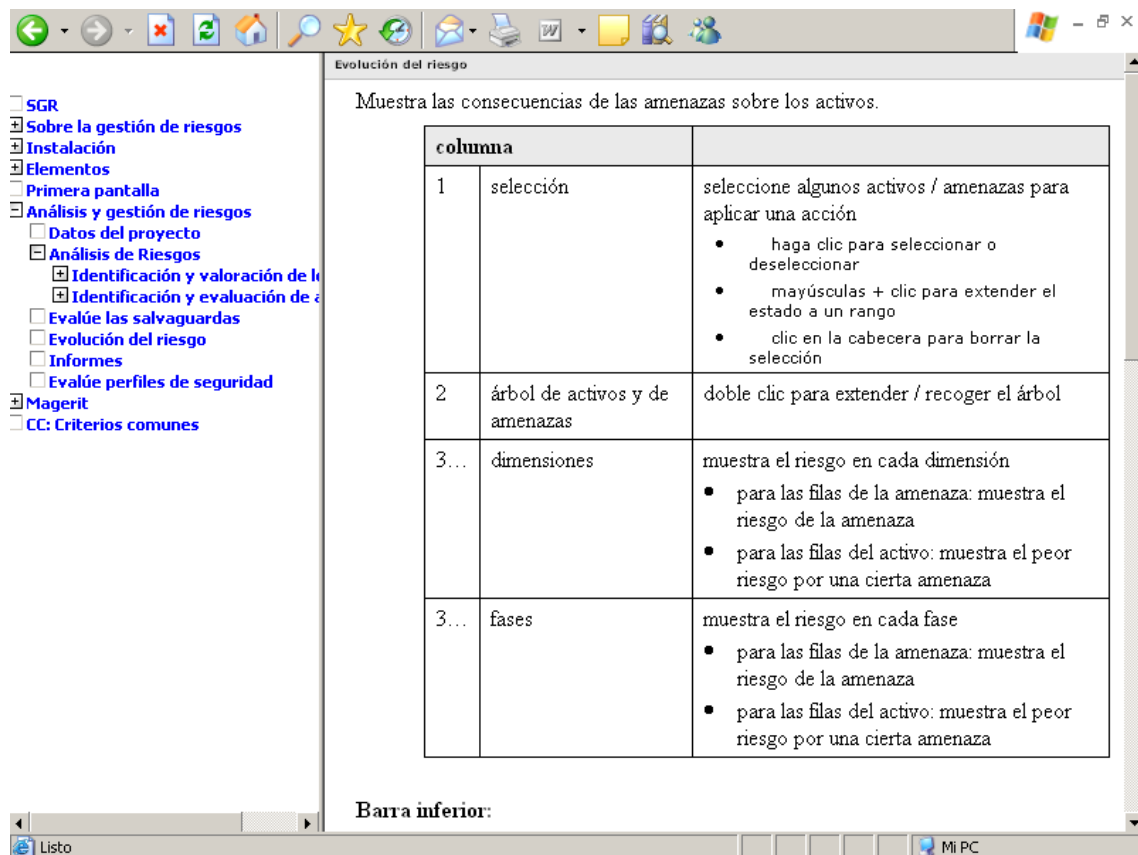 Evolución del riesgo
SGR
Sobre la gestión de riesgos
Instalación
Elementos
Primera pantalla
Análisis y gestión de riesgos
Datos del proyecto
Análisis de Riesgos
Identificación y valoración de
Identificación y evaluación de
Evalúe las salvaguardas
Evolución del riesgo
Informes
Evalúe perfiles de seguridad
Magerit
CC: Criterios comunes
Muestra las consecuencias de las amenazas sobre los activos.
columna
1 selección seleccione algunos activos / amenazas para
aplicar una acción
• haga clic para seleccionar o
deseleccionar
• mayúsculas + clic para extender el
estado a un rango
• clic en la cabecera para borrar la
selección
2 árbol de activos y de doble clic para extender / recoger el árbol
amenazas
3... dimensiones muestra el riesgo en cada dimensión
• para las filas de la amenaza: muestra el
riesgo de la amenaza
• para las filas del activo: muestra el peor
riesgo por una cierta amenaza
3... fases muestra el riesgo en cada fase
• para las filas de la amenaza: muestra el
riesgo de la amenaza
• para las filas del activo: muestra el peor
riesgo por una cierta amenaza
Barra inferior:
Listo
Mi PC